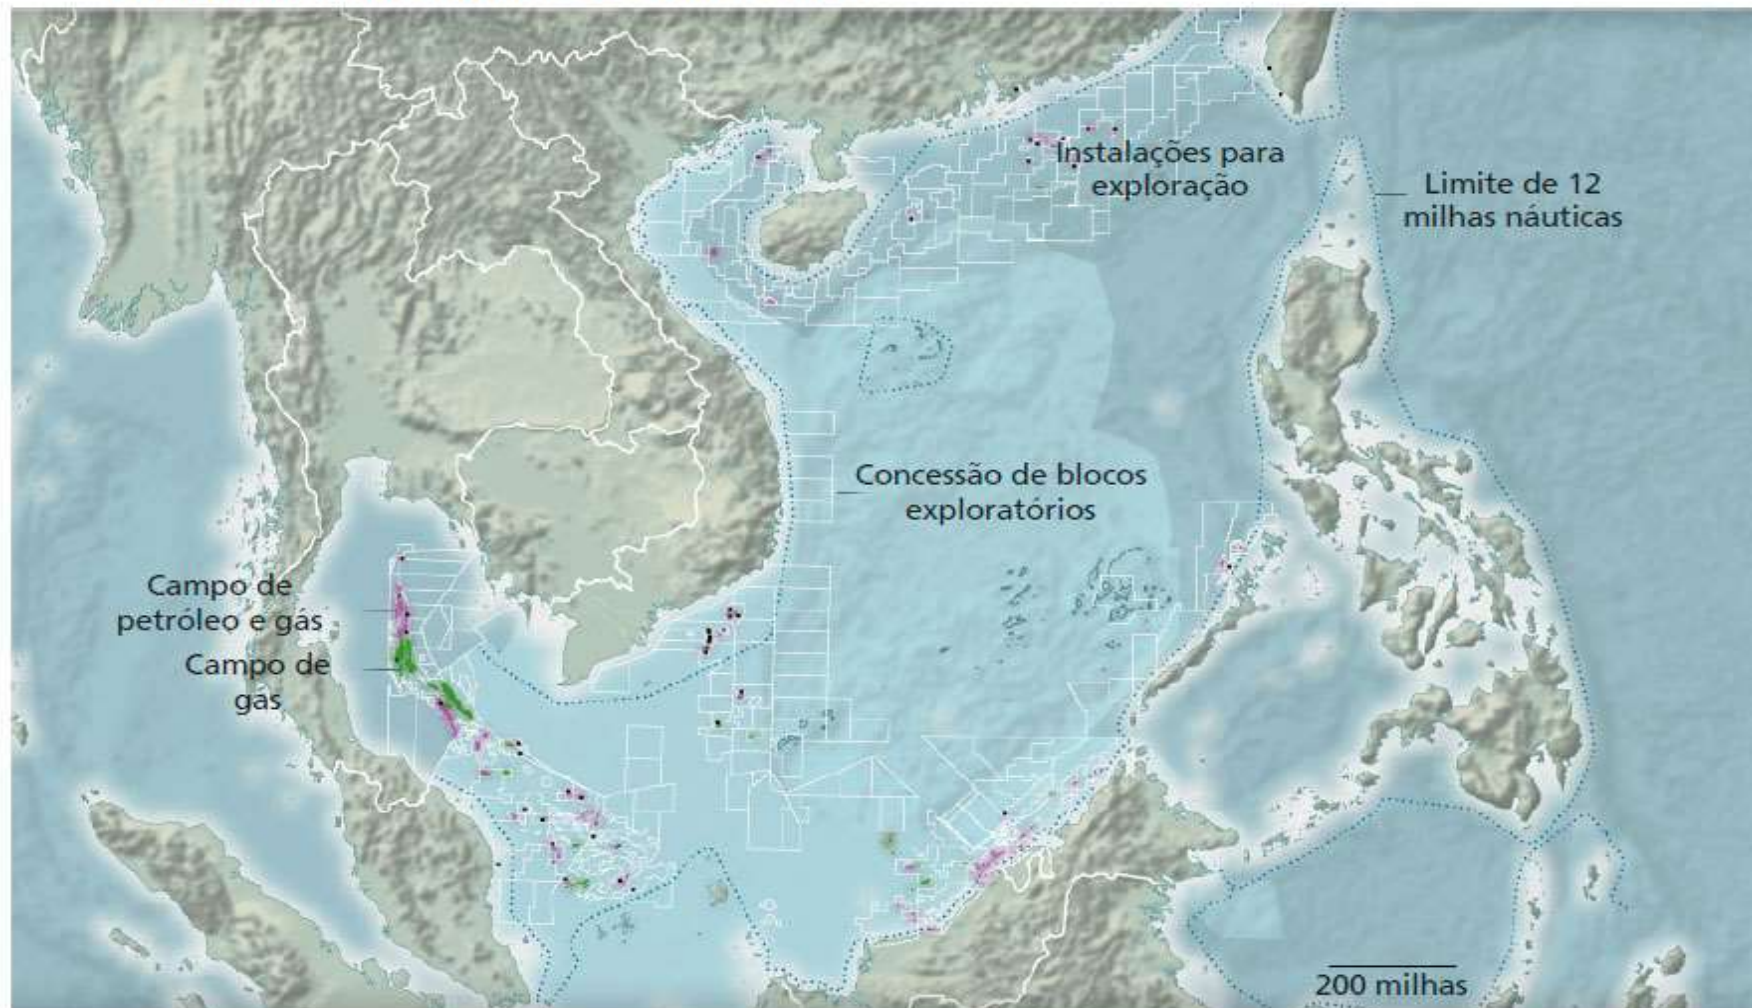 Instalações para
exploração
Limite de 12
milhas náuticas
Concessão de blocos
exploratórios
Campo de
petróleo e gás
Campo de
gás
200 milhas